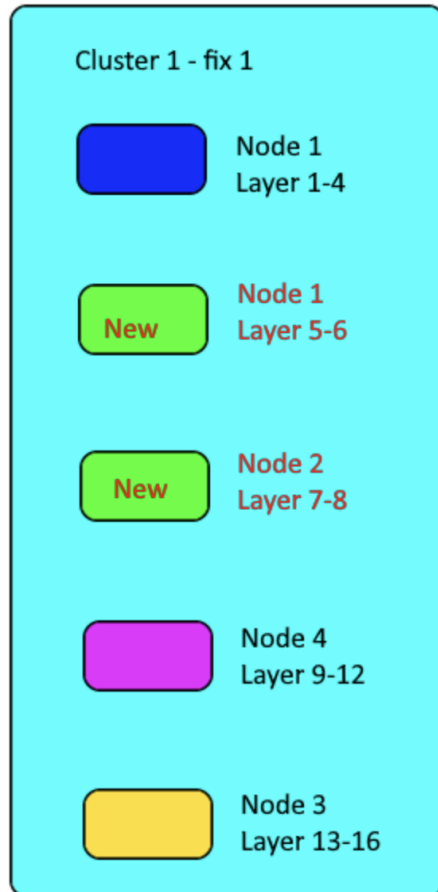 Cluster 1 - fix 1
Node 1
Layer 1-4
New
Node 1
Layer 5-6
New
Node 2
Layer 7-8
Node 4
Layer 9-12
Node 3
Layer 13-16